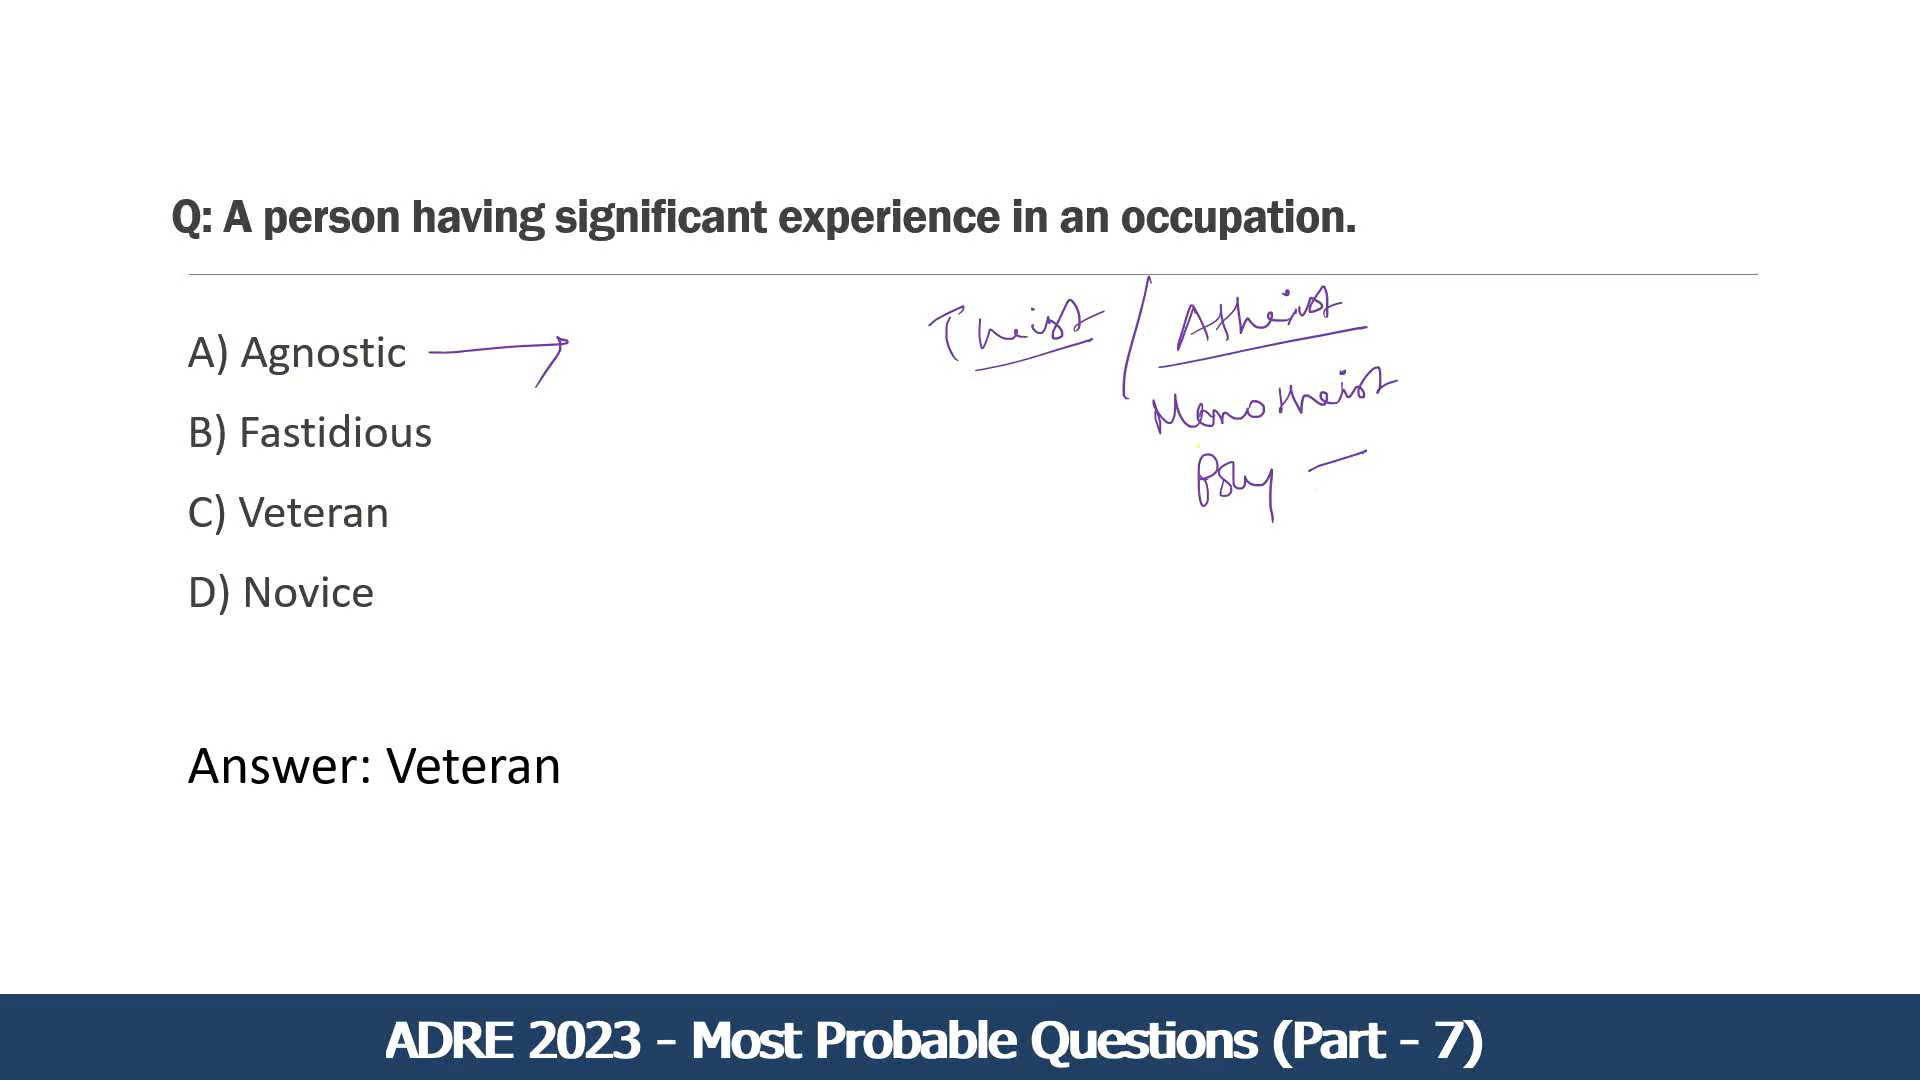 Q: A person having significant experience in an occupation.
Theist / Atheist
A) Agnostic
Monotheist
B) Fastidious
C) Veteran
D) Novice
Answer: Veteran
ADRE 2023 – Most Probable Questions (Part – 7)